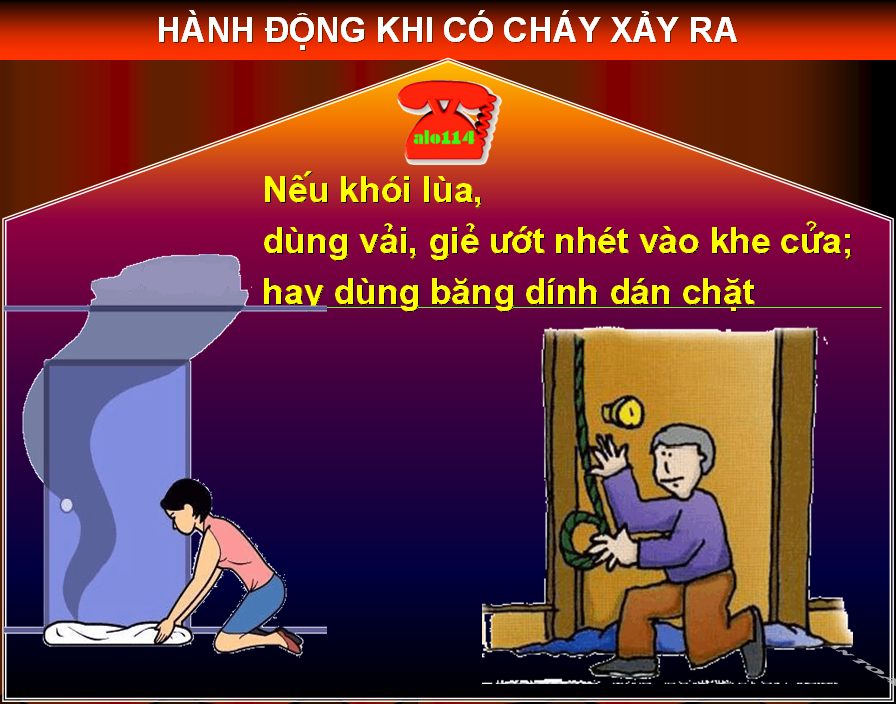 HÀNH ĐỘNG KHI CÓ CHÁY XẢY RA
alo114
Nếu khói lùa,
dùng vải, giẻ ướt nhét vào khe cửa;
hay dùng băng dính dán chặt